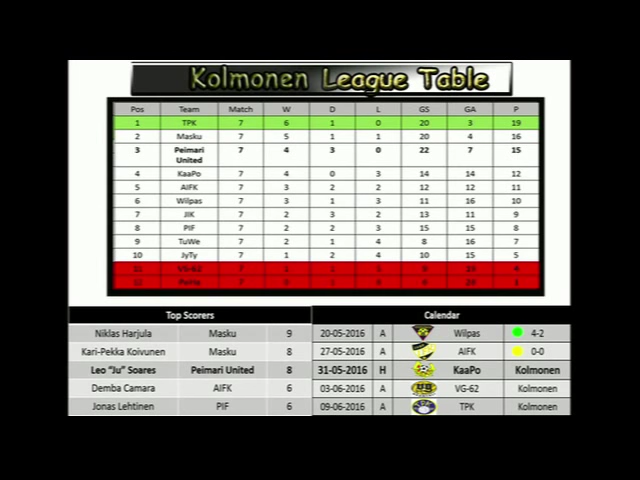 Kolmonen League Table
Pos Team Match W D L GS GA P
1 TPK 7 6 1 0 20 3 19
2 Masku 7 5 1 1 20 4 16
3 Peimari United 7 4 3 0 22 7 15
4 KaaPo 7 4 0 3 14 14 12
5 AIFK 7 3 2 2 12 12 11
6 Wilpas 7 3 1 3 11 16 10
7 JIK 7 2 3 2 13 11 9
8 PIF 7 2 2 3 15 15 8
9 TuWe 7 2 1 4 8 16 7
10 JyTy 7 1 2 4 10 15 5
VG-62 7 1 1
7
Top Scorers
Niklas Harjula Masku 9
Kari-Pekka Koivunen Masku 8
Leo "Ju" Soares Peimari United 8
Demba Camara AIFK 6
Jonas Lehtinen PIF 6
Calendar
20-05-2016 A Wilpas 4-2
27-05-2016 A AIFK 0-0
31-05-2016 H KaaPo Kolmonen
03-06-2016 A VG-62 Kolmonen
09-06-2016 A TPK Kolmonen